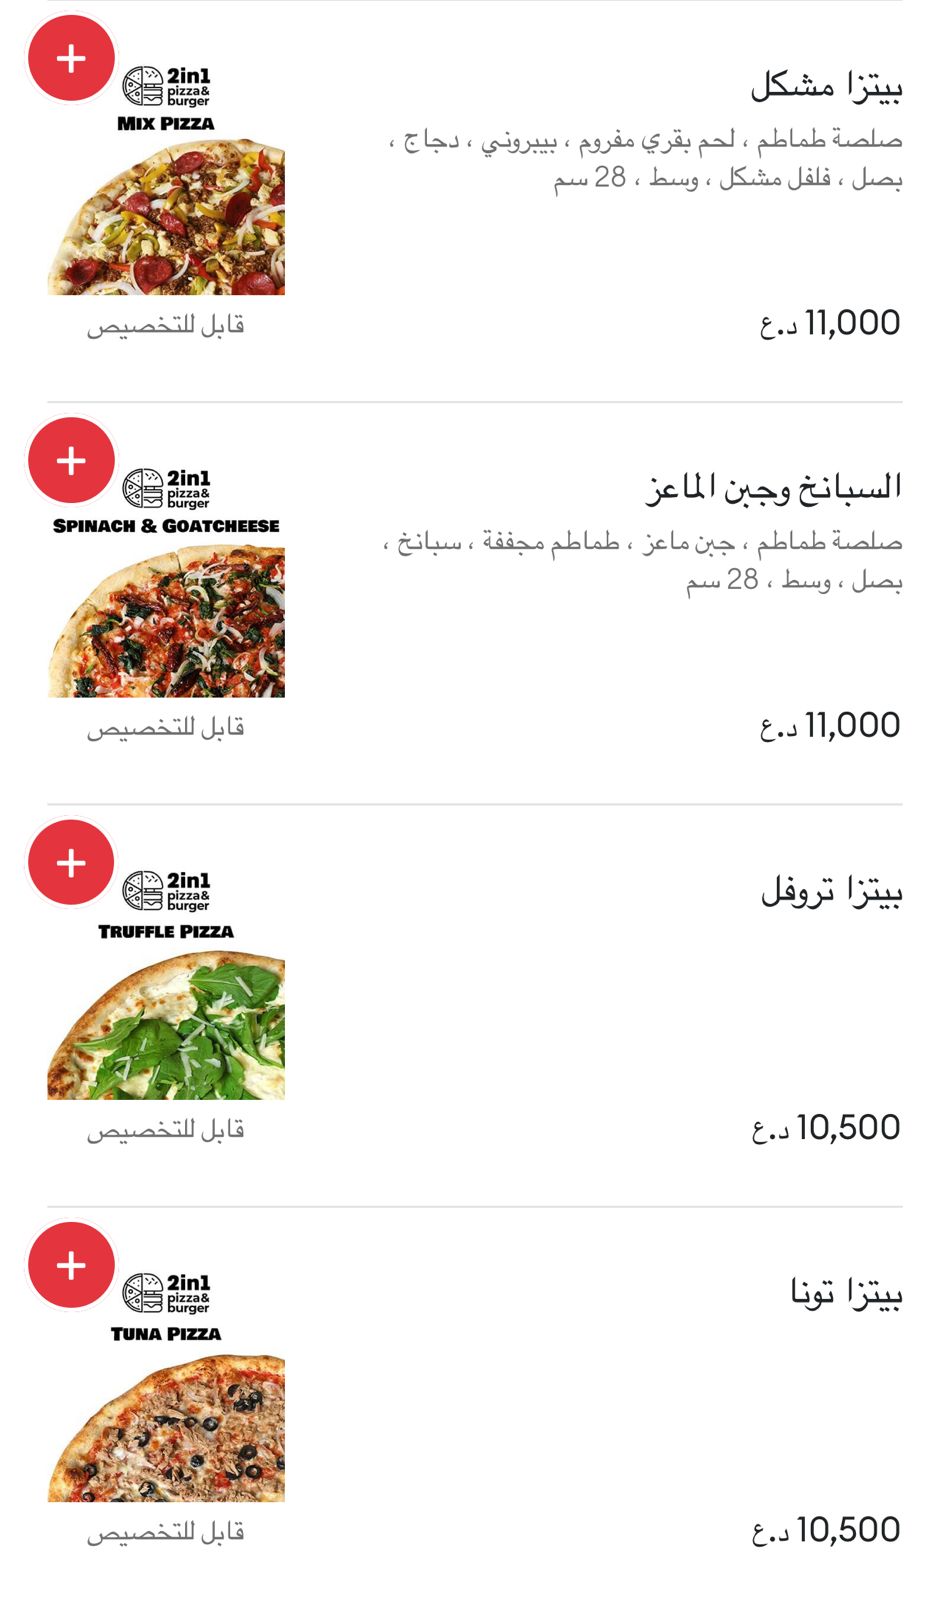 2in1
pizza&
burger
MIX PIZZA
بيتزا مشكل
صلصة طماطم ، لحم بقري مفروم ، بيبروني ، دجاج ،
بصل ، فلفل مشكل ، وسط ، 28 سم
11,000 د.ع
قابل للتخصيص
2in1
pizza&
burger
SPINACH & GOATCHEESE
السبانخ وجبن الماعز
صلصة طماطم ، جبن ماعز ، طماطم مجففة ، سبانخ ،
بصل ، وسط ، 28 سم
11,000 د.ع
قابل للتخصيص
2in1
pizza&
burger
TRUFFLE PIZZA
بيتزا تروفل
10,500 د.ع
قابل للتخصيص
2in1
pizza&
burger
TUNA PIZZA
بيتزا تونا
10,500 د.ع
قابل للتخصيص